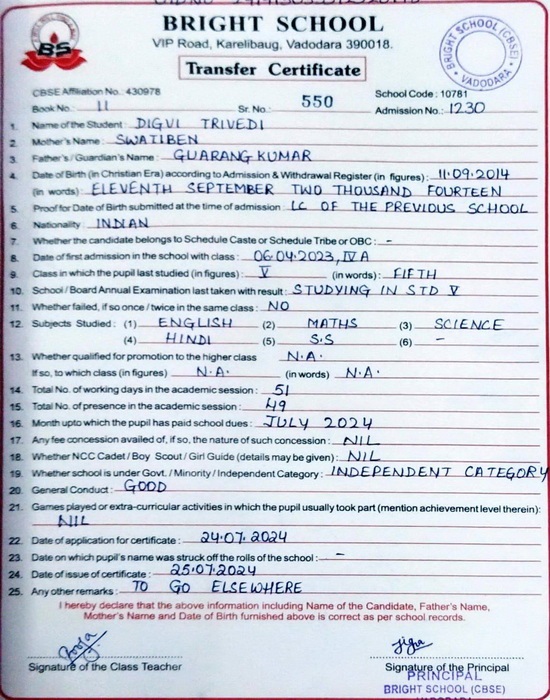 BRIGHT SCHOOL
VIP Road, Karelibaug, Vadodara 390018.
Transfer Certificate
BS
BRIGHT SCHOOL (CBSE) VADODARA
CBSE Affiliation No. 430978 School Code : 10781
Book No. 11 Sr. No. 550 Admission No. 1230
1. Name of the Student : DIGVI TRIVEDI
2. Mother's Name : SWATIBEN
3. Father's / Guardian's Name : GUARANG KUMAR
4. Date of Birth (in Christian Era) according to Admission & Withdrawal Register (in figures) : 11.09.2014
(in words) ELEVENTH SEPTEMBER TWO THOUSAND FOURTEEN
5. Proof for Date of Birth submitted at the time of admission : LC OF THE PREVIOUS SCHOOL
6. Nationality : INDIAN
7. Whether the candidate belongs to Schedule Caste or Schedule Tribe or OBC : -
8. Date of first admission in the school with class : 06.04.2023, IV A
9. Class in which the pupil last studied (in figures) : V (in words) : FIFTH
10. School / Board Annual Examination last taken with result : STUDYING IN STD V
11. Whether failed, if so once / twice in the same class : NO
12. Subjects Studied : (1) ENGLISH (2) MATHS (3) SCIENCE
(4) HINDI (5) S.S (6) -
13. Whether qualified for promotion to the higher class N.A.
If so, to which class (in figures) N.A. (in words) N.A.
14. Total No. of working days in the academic session : 51
15. Total No. of presence in the academic session : 49
16. Month upto which the pupil has paid school dues : JULY 2024
17. Any fee concession availed of, if so, the nature of such concession : NIL
18. Whether NCC Cadet / Boy Scout / Girl Guide (details may be given) : NIL
19. Whether school is under Govt. / Minority / Independent Category : INDEPENDENT CATEGORY
20. General Conduct : GOOD
21. Games played or extra-curricular activities in which the pupil usually took part (mention achievement level therein):
NIL
22. Date of application for certificate : 24.07.2024
23. Date on which pupil's name was struck off the rolls of the school : -
24. Date of issue of certificate : 25.07.2024
25. Any other remarks : TO GO ELSEWHERE
I hereby declare that the above information including Name of the Candidate, Father's Name,
Mother's Name and Date of Birth furnished above is correct as per school records.
Signature of the Class Teacher Signature of the Principal
PRINCIPAL
BRIGHT SCHOOL (CBSE)